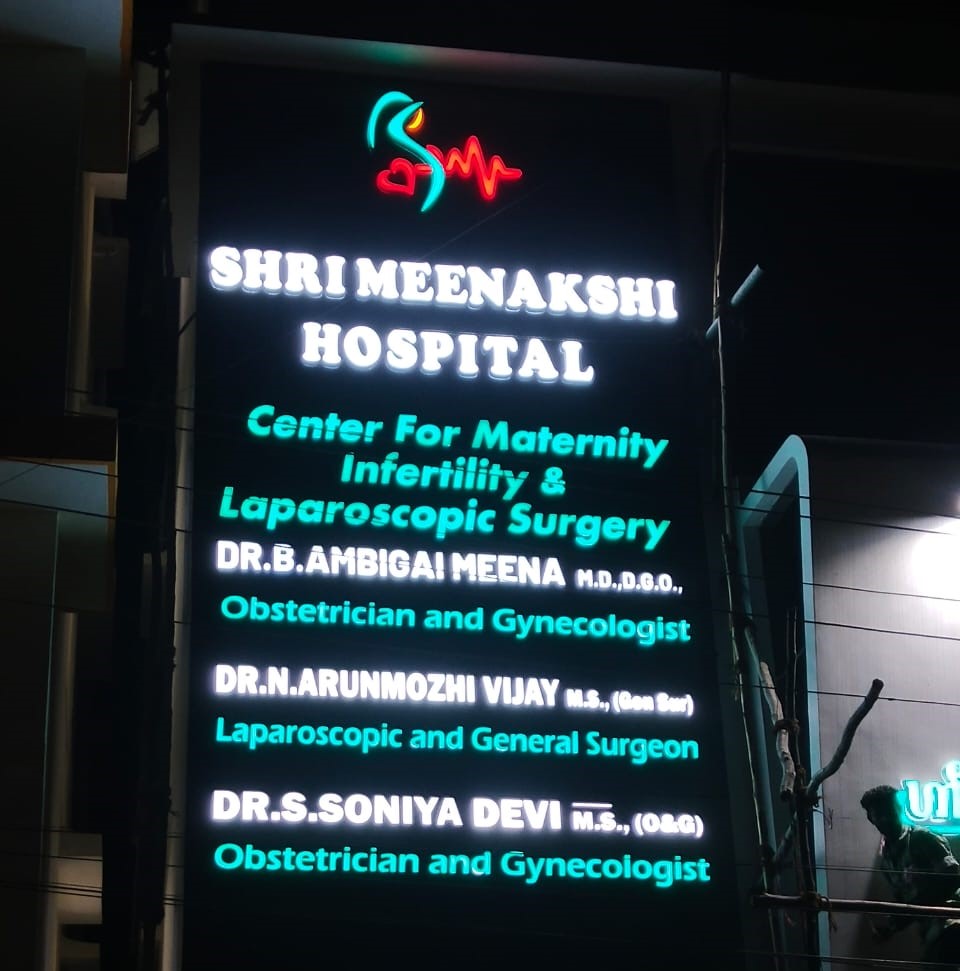 SHRI MEENAKSHI
HOSPITAL
Center For Maternity
Infertility &
Laparoscopic Surgery
DR.B.AMBIGAI MEENA M.D.,D.G.O.,
Obstetrician and Gynecologist
DR.N.ARUNMOZHI VIJAY M.S., (Gen Sur)
Laparoscopic and General Surgeon
DR.S.SONIYA DEVI M.S., (O&G)
Obstetrician and Gynecologist